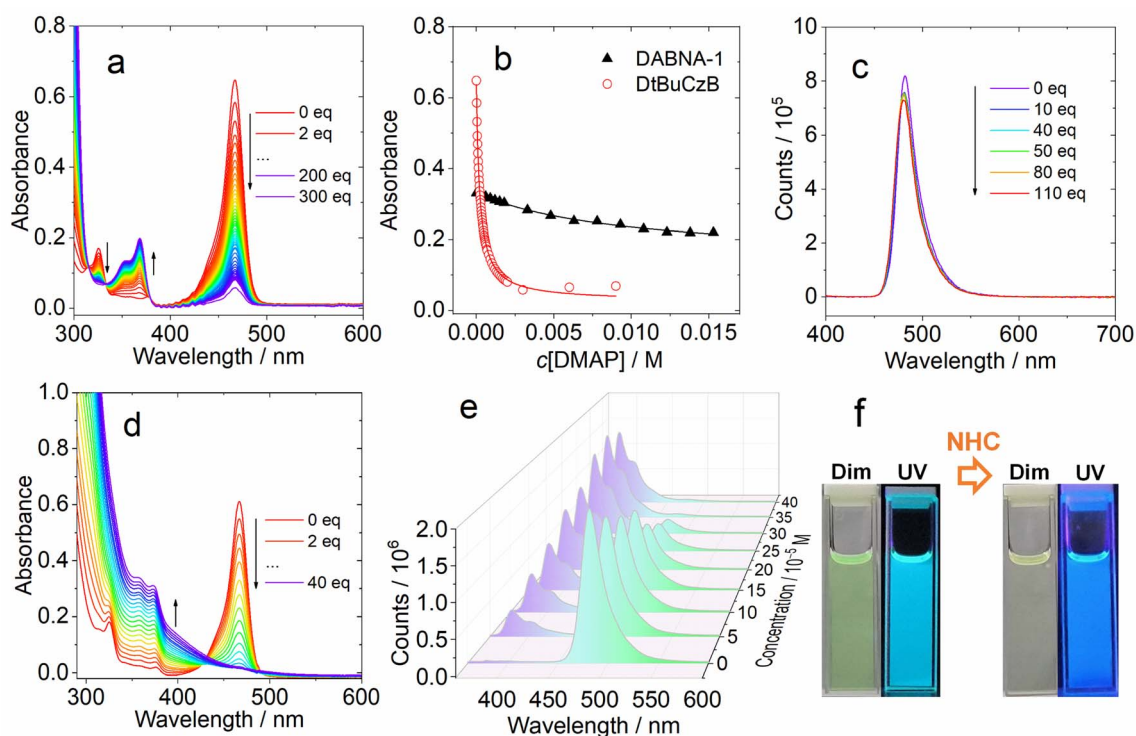 a
0.8
0.6
0.4
0.2
0.0
Absorbance
300 400 500 600
Wavelength / nm
0 eq
2 eq
...
200 eq
300 eq
b
0.8
0.6
0.4
0.2
0.0
Absorbance
0.000 0.005 0.010 0.015
c[DMAP] / M
DABNA-1
DtBuCzB
c
10
8
6
4
2
0
Counts / 10⁵
400 500 600 700
Wavelength / nm
0 eq
10 eq
40 eq
50 eq
80 eq
110 eq
d
1.0
0.8
0.6
0.4
0.2
0.0
Absorbance
300 400 500 600
Wavelength / nm
0 eq
2 eq
...
40 eq
e
2.0
1.5
1.0
0.5
0.0
Counts / 10⁶
400 450 500 550 600
Wavelength / nm
40
35
30
25
20
15
10
5
0
Concentration / 10⁻⁵ M
f
NHC
Dim UV
Dim UV